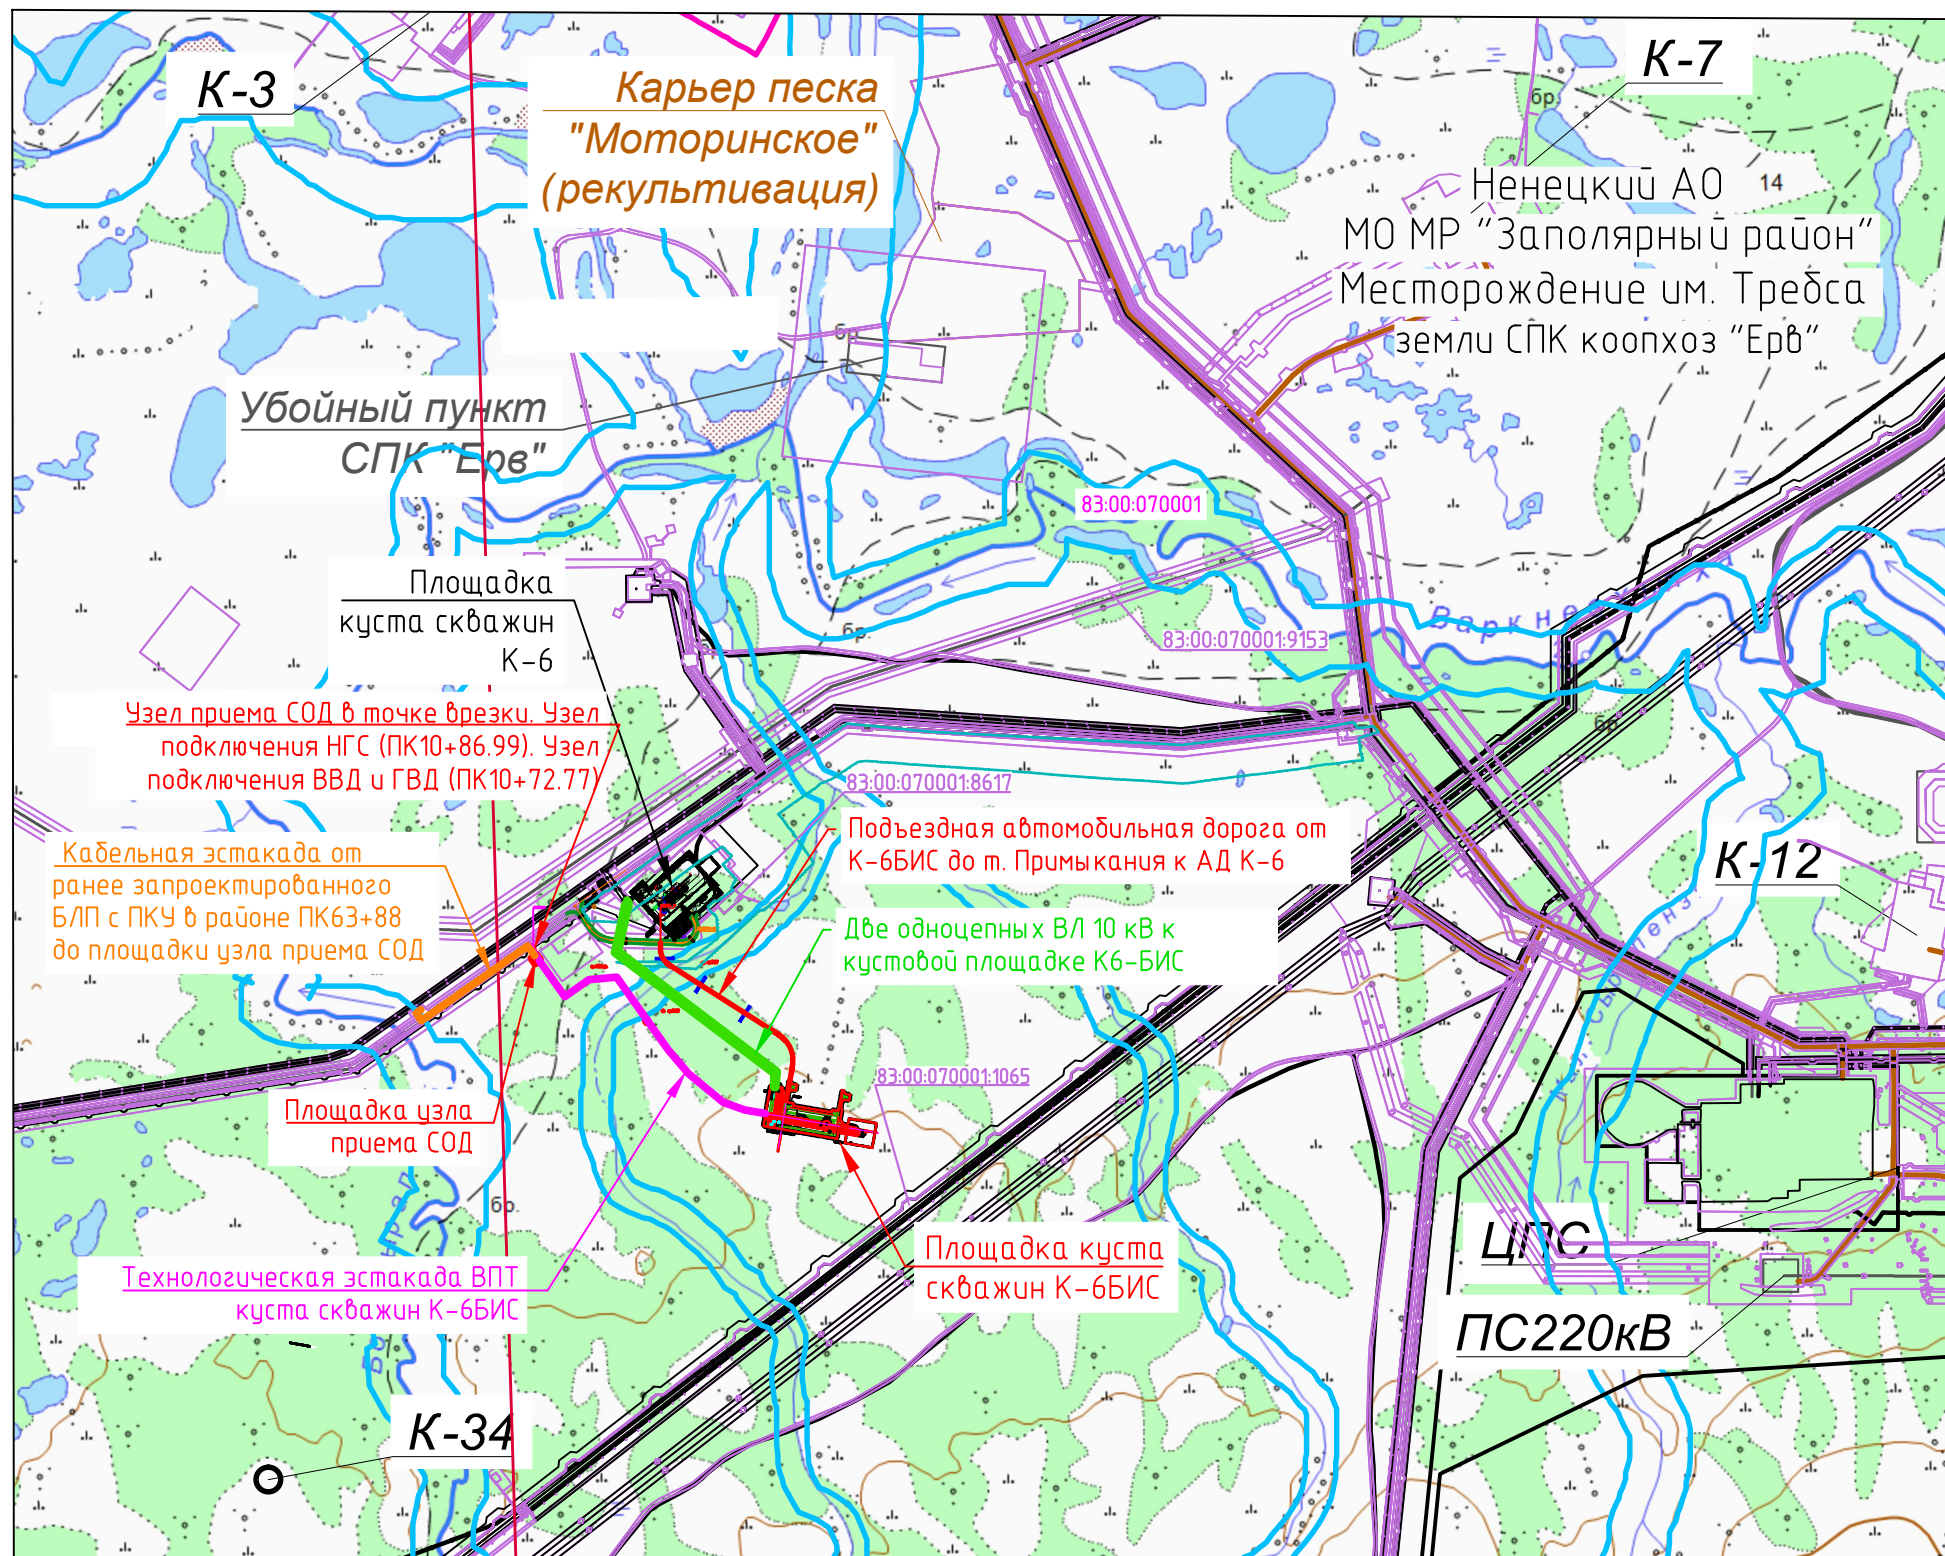 К-3
Карьер песка
"Моторинское"
(рекультивация)
К-7
бр.
Ненецкий АО
14
МО МР "Заполярный район"
Месторождение им. Требса
земли СПК коопхоз "Ерв"
бр.
Убойный пункт
СПК "Ерв"
83:00:070001
Площадка
куста скважин
К-6
бр.
83:00:070001:9153
Узел приема СОД в точке врезки. Узел
подключения НГС (ПК10+86.99). Узел
подключения ВВД и ГВД (ПК10+72.77)
бр.
83:00:070001:8617
Подъездная автомобильная дорога от
К-6БИС до т. Примыкания к АД К-6
Кабельная эстакада от
ранее запроектированного
БЛП с ПКУ в районе ПК63+88
до площадки узла приема СОД
К-12
Две одноцепных ВЛ 10 кВ к
кустовой площадке К6-БИС
83:00:070001:1065
Площадка узла
приема СОД
бр.
Площадка куста
скважин К-6БИС
ЦПС
Технологическая эстакада ВПТ
куста скважин К-6БИС
ПС220кВ
К-34